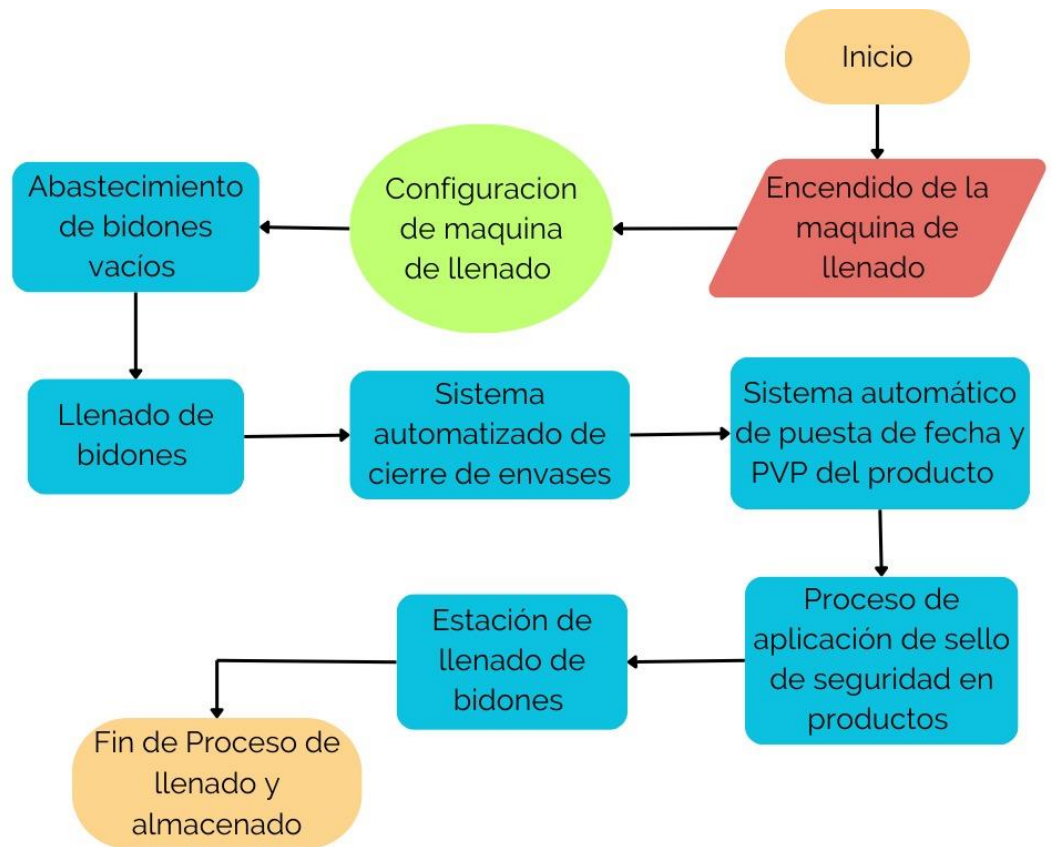 Inicio
Encendido de la
maquina de
llenado
Configuracion
de maquina
de llenado
Abastecimiento
de bidones
vacíos
Llenado de
bidones
Sistema
automatizado de
cierre de envases
Sistema automático
de puesta de fecha y
PVP del producto
Proceso de
aplicación de sello
de seguridad en
productos
Estación de
llenado de
bidones
Fin de Proceso de
llenado y
almacenado